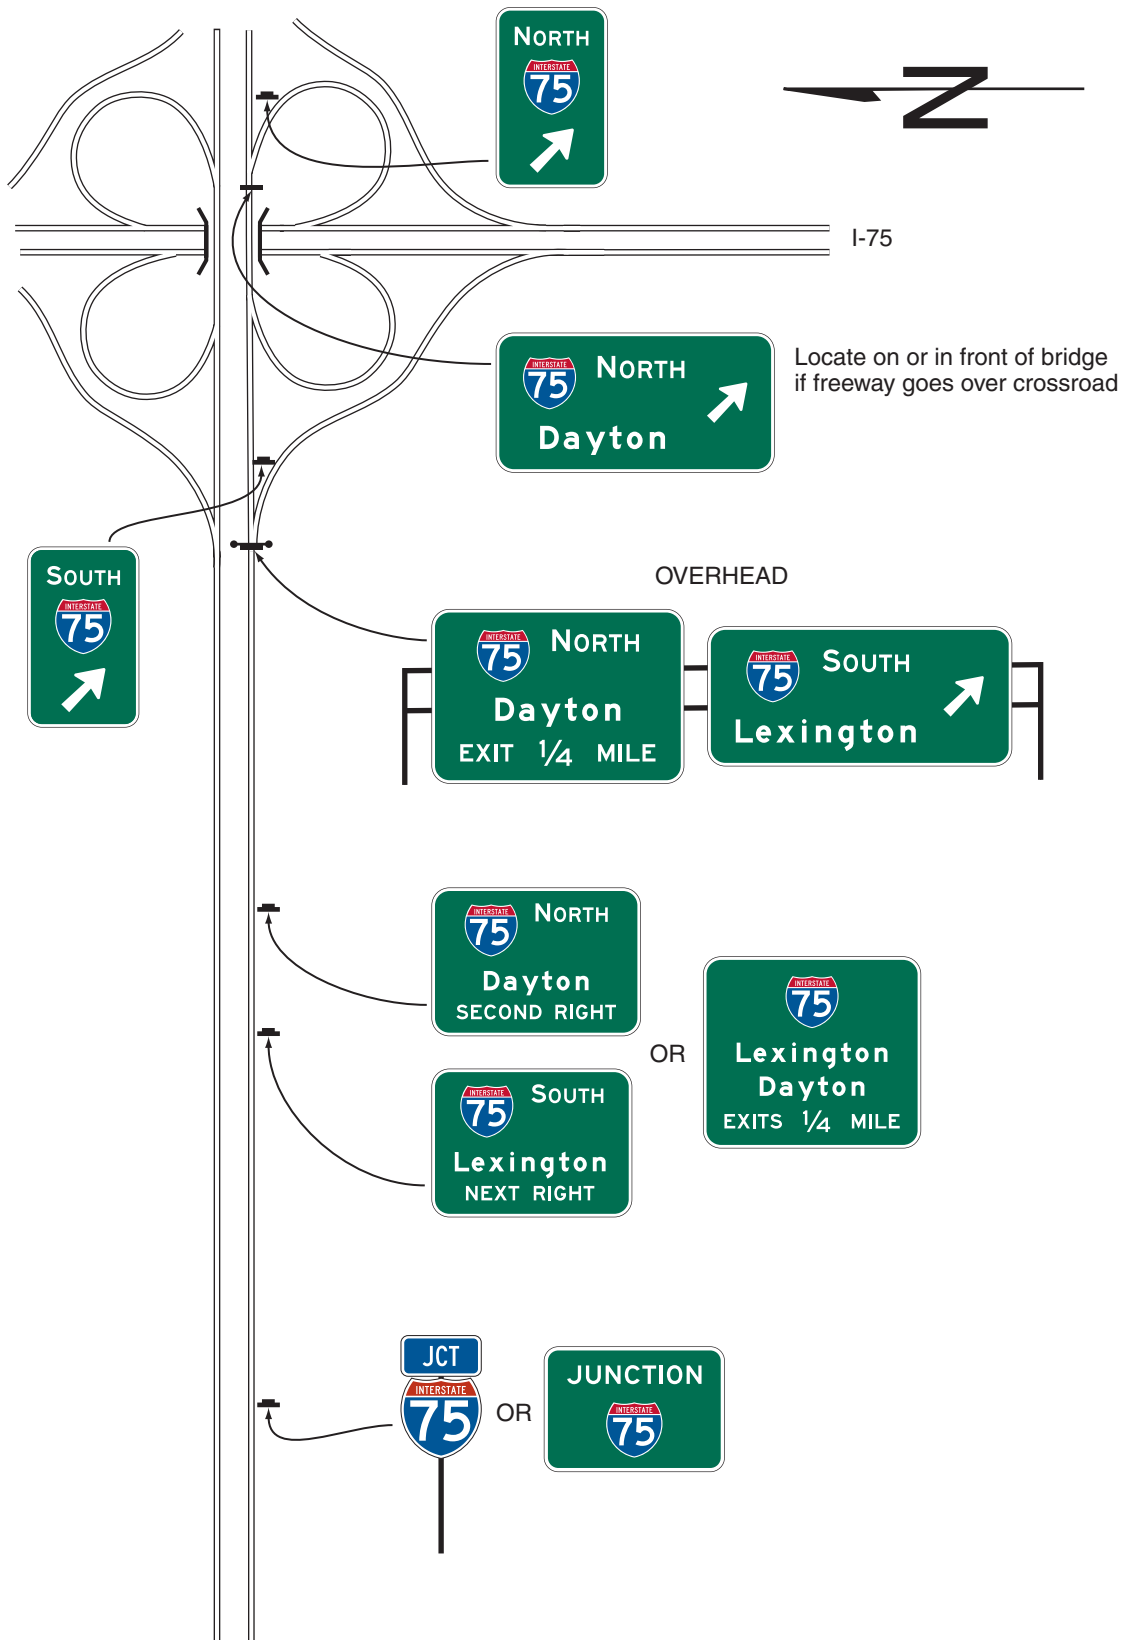 NORTH
INTERSTATE
75
N
I-75
75 NORTH
INTERSTATE
Dayton
Locate on or in front of bridge
if freeway goes over crossroad
SOUTH
INTERSTATE
75
OVERHEAD
INTERSTATE
75 NORTH
Dayton
EXIT 1/4 MILE
INTERSTATE
75 SOUTH
Lexington
INTERSTATE
75 NORTH
Dayton
SECOND RIGHT
INTERSTATE
75 SOUTH
Lexington
NEXT RIGHT
OR
INTERSTATE
75
Lexington
Dayton
EXITS 1/4 MILE
JCT
INTERSTATE
75
OR
JUNCTION
INTERSTATE
75